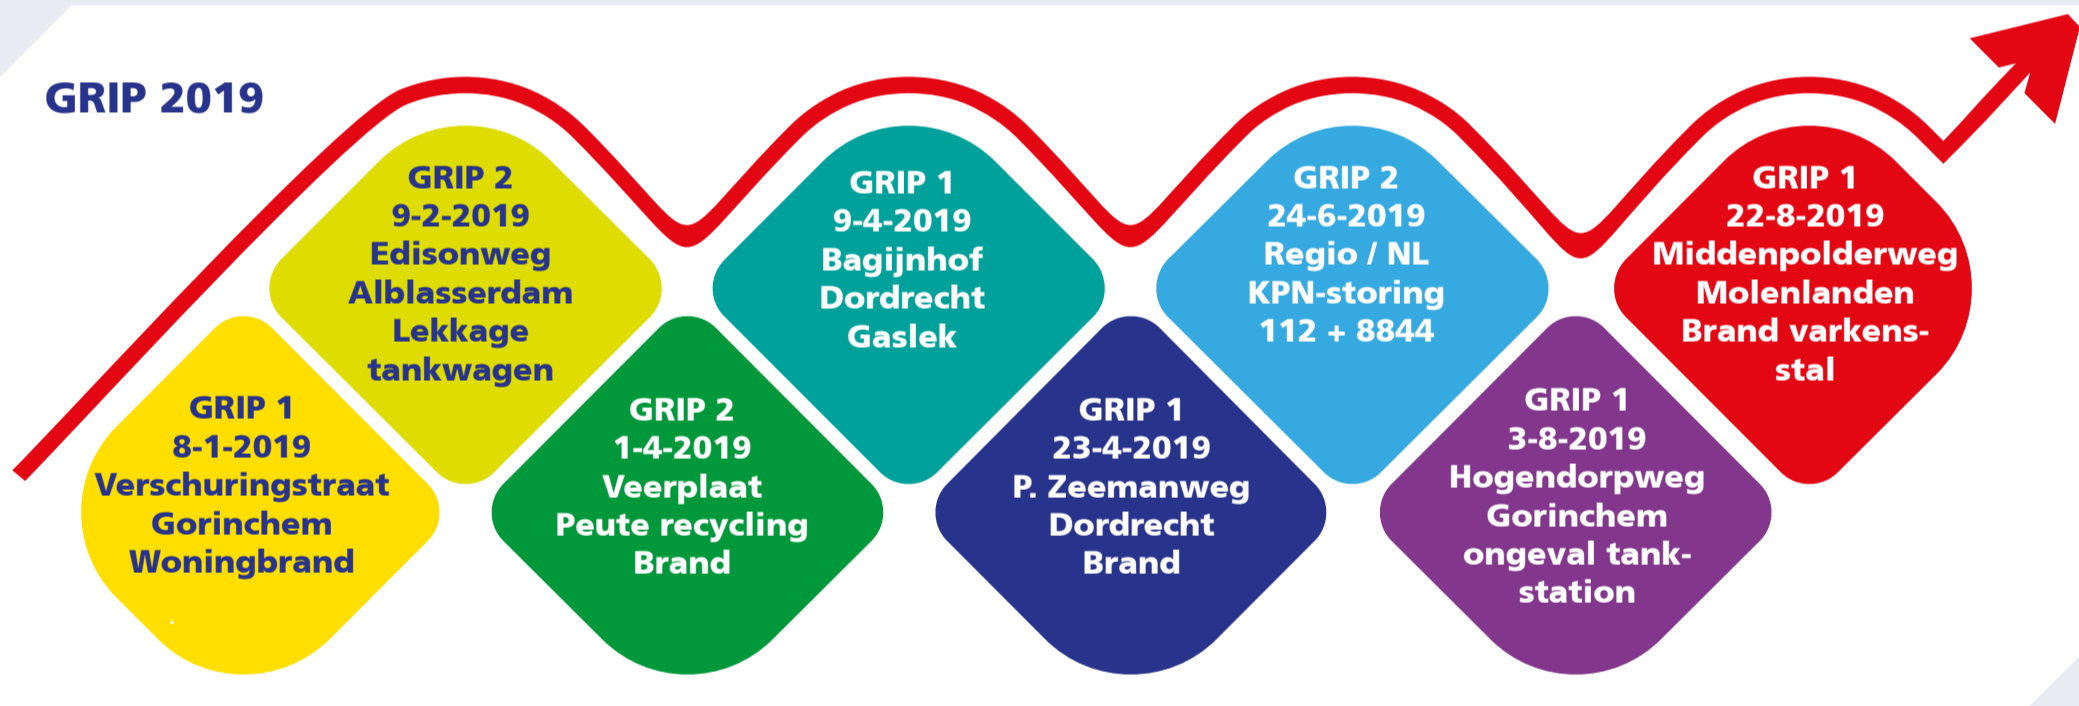 GRIP 2019
GRIP 1
8-1-2019
Verschuringstraat
Gorinchem
Woningbrand
GRIP 2
9-2-2019
Edisonweg
Alblasserdam
Lekkage
tankwagen
GRIP 2
1-4-2019
Veerplaat
Peute recycling
Brand
GRIP 1
9-4-2019
Bagijnhof
Dordrecht
Gaslek
GRIP 1
23-4-2019
P. Zeemanweg
Dordrecht
Brand
GRIP 2
24-6-2019
Regio / NL
KPN-storing
112 + 8844
GRIP 1
3-8-2019
Hogendorpweg
Gorinchem
ongeval tank-
station
GRIP 1
22-8-2019
Middenpolderweg
Molenlanden
Brand varkens-
stal